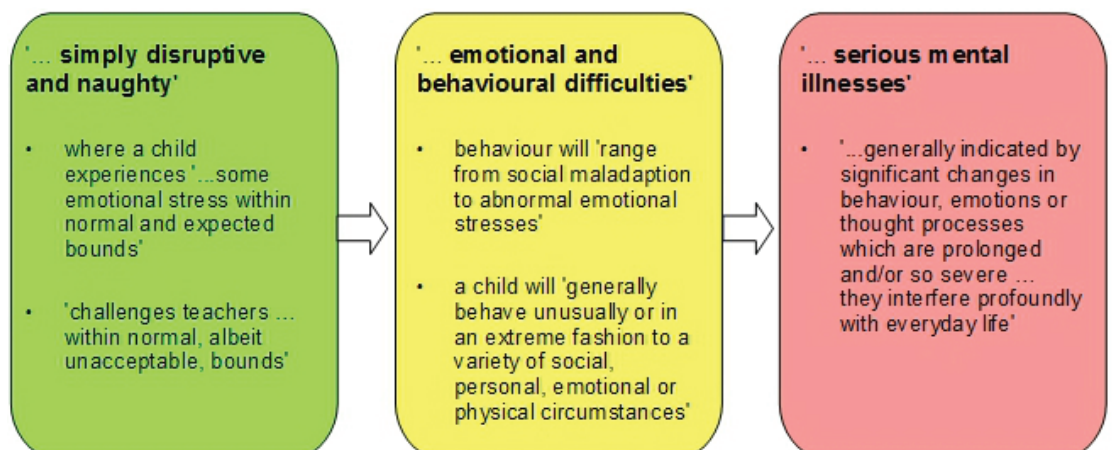 '... simply disruptive
and naughty'
• where a child
experiences '...some
emotional stress within
normal and expected
bounds'
• 'challenges teachers ...
within normal, albeit
unacceptable, bounds'
'... emotional and
behavioural difficulties'
• behaviour will 'range
from social maladaption
to abnormal emotional
stresses'
• a child will 'generally
behave unusually or in
an extreme fashion to a
variety of social,
personal, emotional or
physical circumstances'
'... serious mental
illnesses'
• '...generally indicated by
significant changes in
behaviour, emotions or
thought processes
which are prolonged
and/or so severe ...
they interfere profoundly
with everyday life'